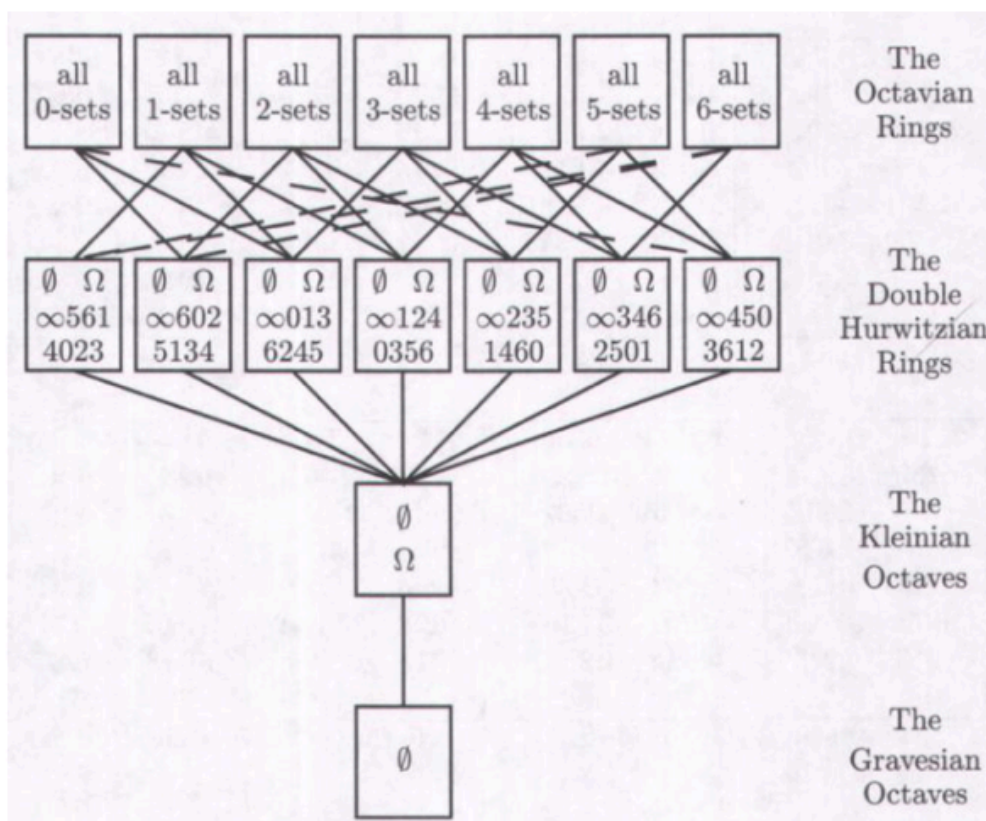 all all all all all all all
0-sets 1-sets 2-sets 3-sets 4-sets 5-sets 6-sets
The
Octavian
Rings
∅ Ω ∅ Ω ∅ Ω ∅ Ω ∅ Ω ∅ Ω ∅ Ω
∞561 ∞602 ∞013 ∞124 ∞235 ∞346 ∞450
4023 5134 6245 0356 1460 2501 3612
The
Double
Hurwitzian
Rings
∅
Ω
The
Kleinian
Octaves
∅
The
Gravesian
Octaves